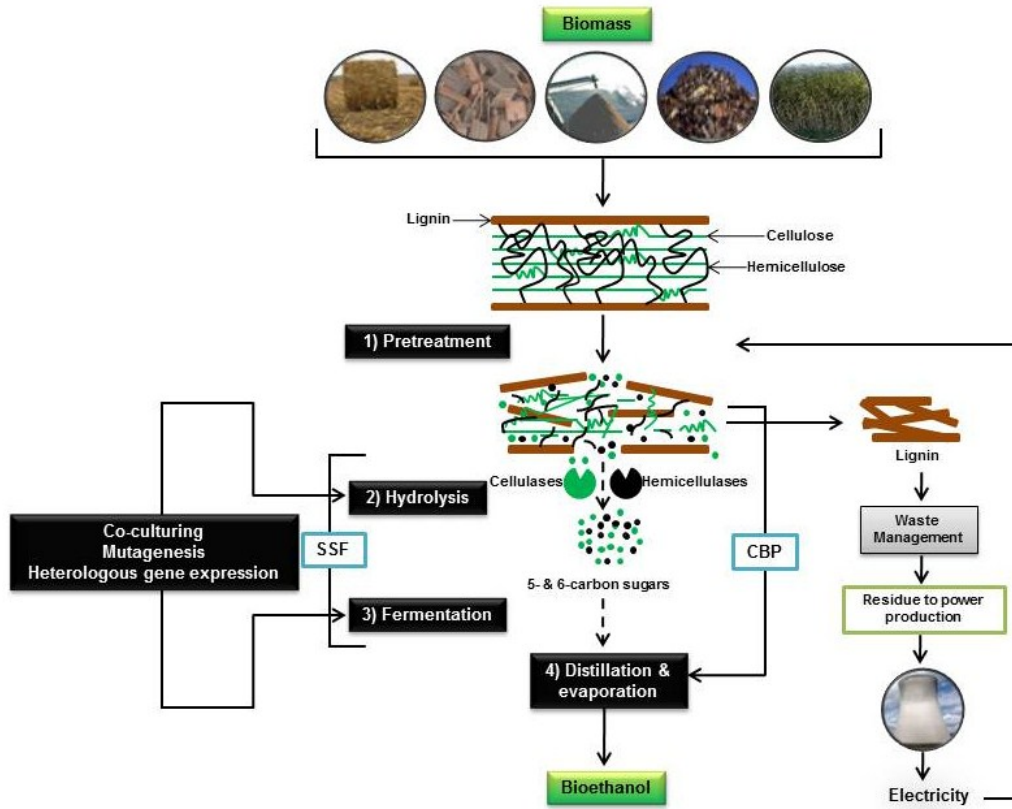 Biomass
Lignin
Cellulose
Hemicellulose
1) Pretreatment
Cellulases
Hemicellulases
Lignin
2) Hydrolysis
Co-culturing
Mutagenesis
Heterologous gene expression
SSF
CBP
Waste
Management
5- & 6-carbon sugars
3) Fermentation
Residue to power
production
4) Distillation &
evaporation
Bioethanol
Electricity